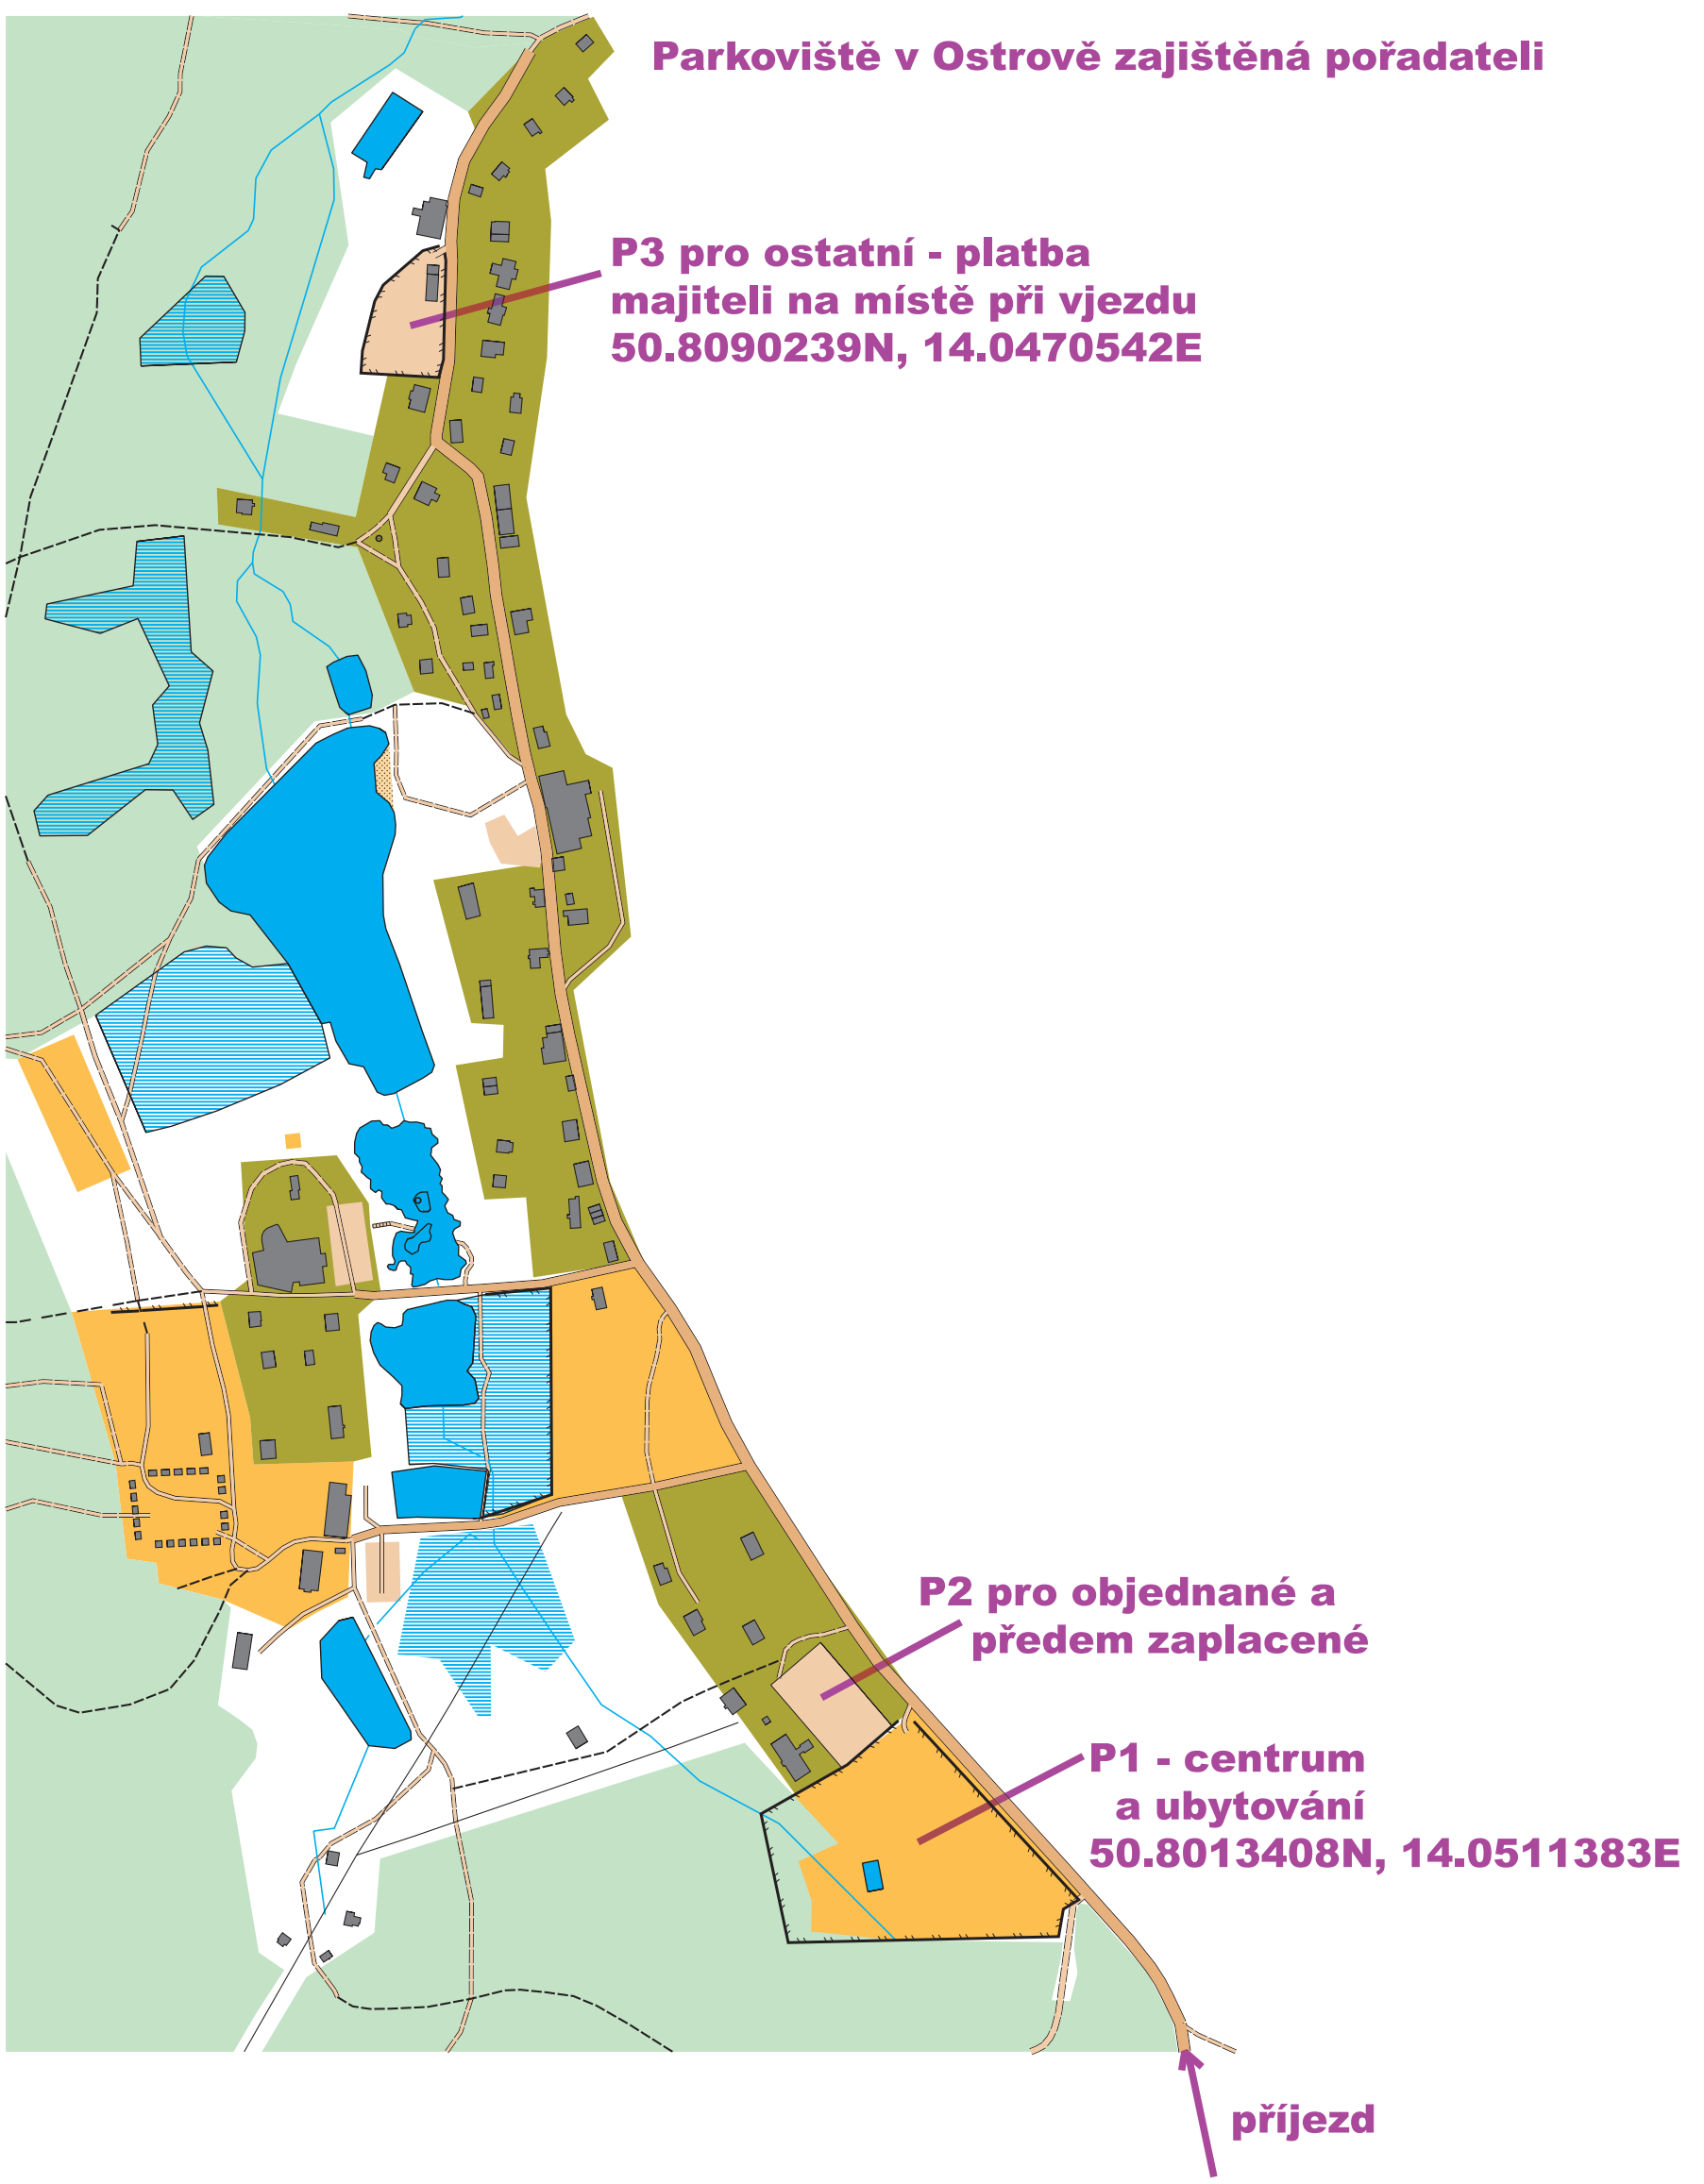 Parkoviště v Ostrově zajištěná pořadateli
P3 pro ostatní - platba
majiteli na místě při vjezdu
50.8090239N, 14.0470542E
P2 pro objednané a
předem zaplacené
P1 - centrum
a ubytování
50.8013408N, 14.0511383E
příjezd